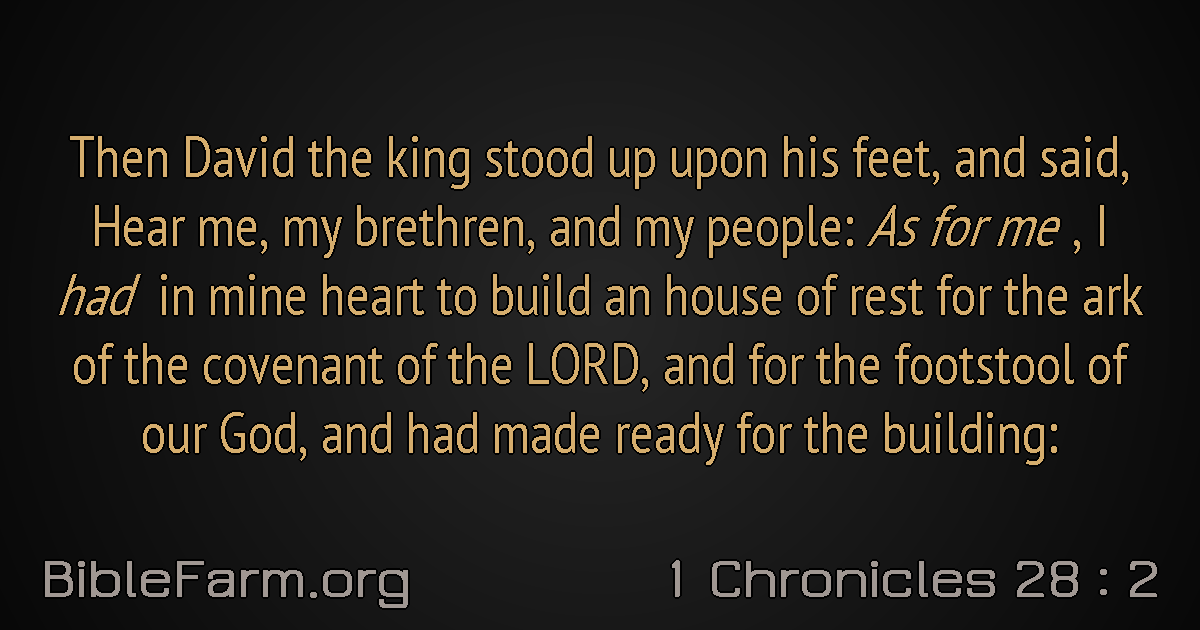 Then David the king stood up upon his feet, and said,
Hear me, my brethren, and my people: As for me , I
had in mine heart to build an house of rest for the ark
of the covenant of the LORD, and for the footstool of
our God, and had made ready for the building:
BibleFarm.org
1 Chronicles 28 : 2